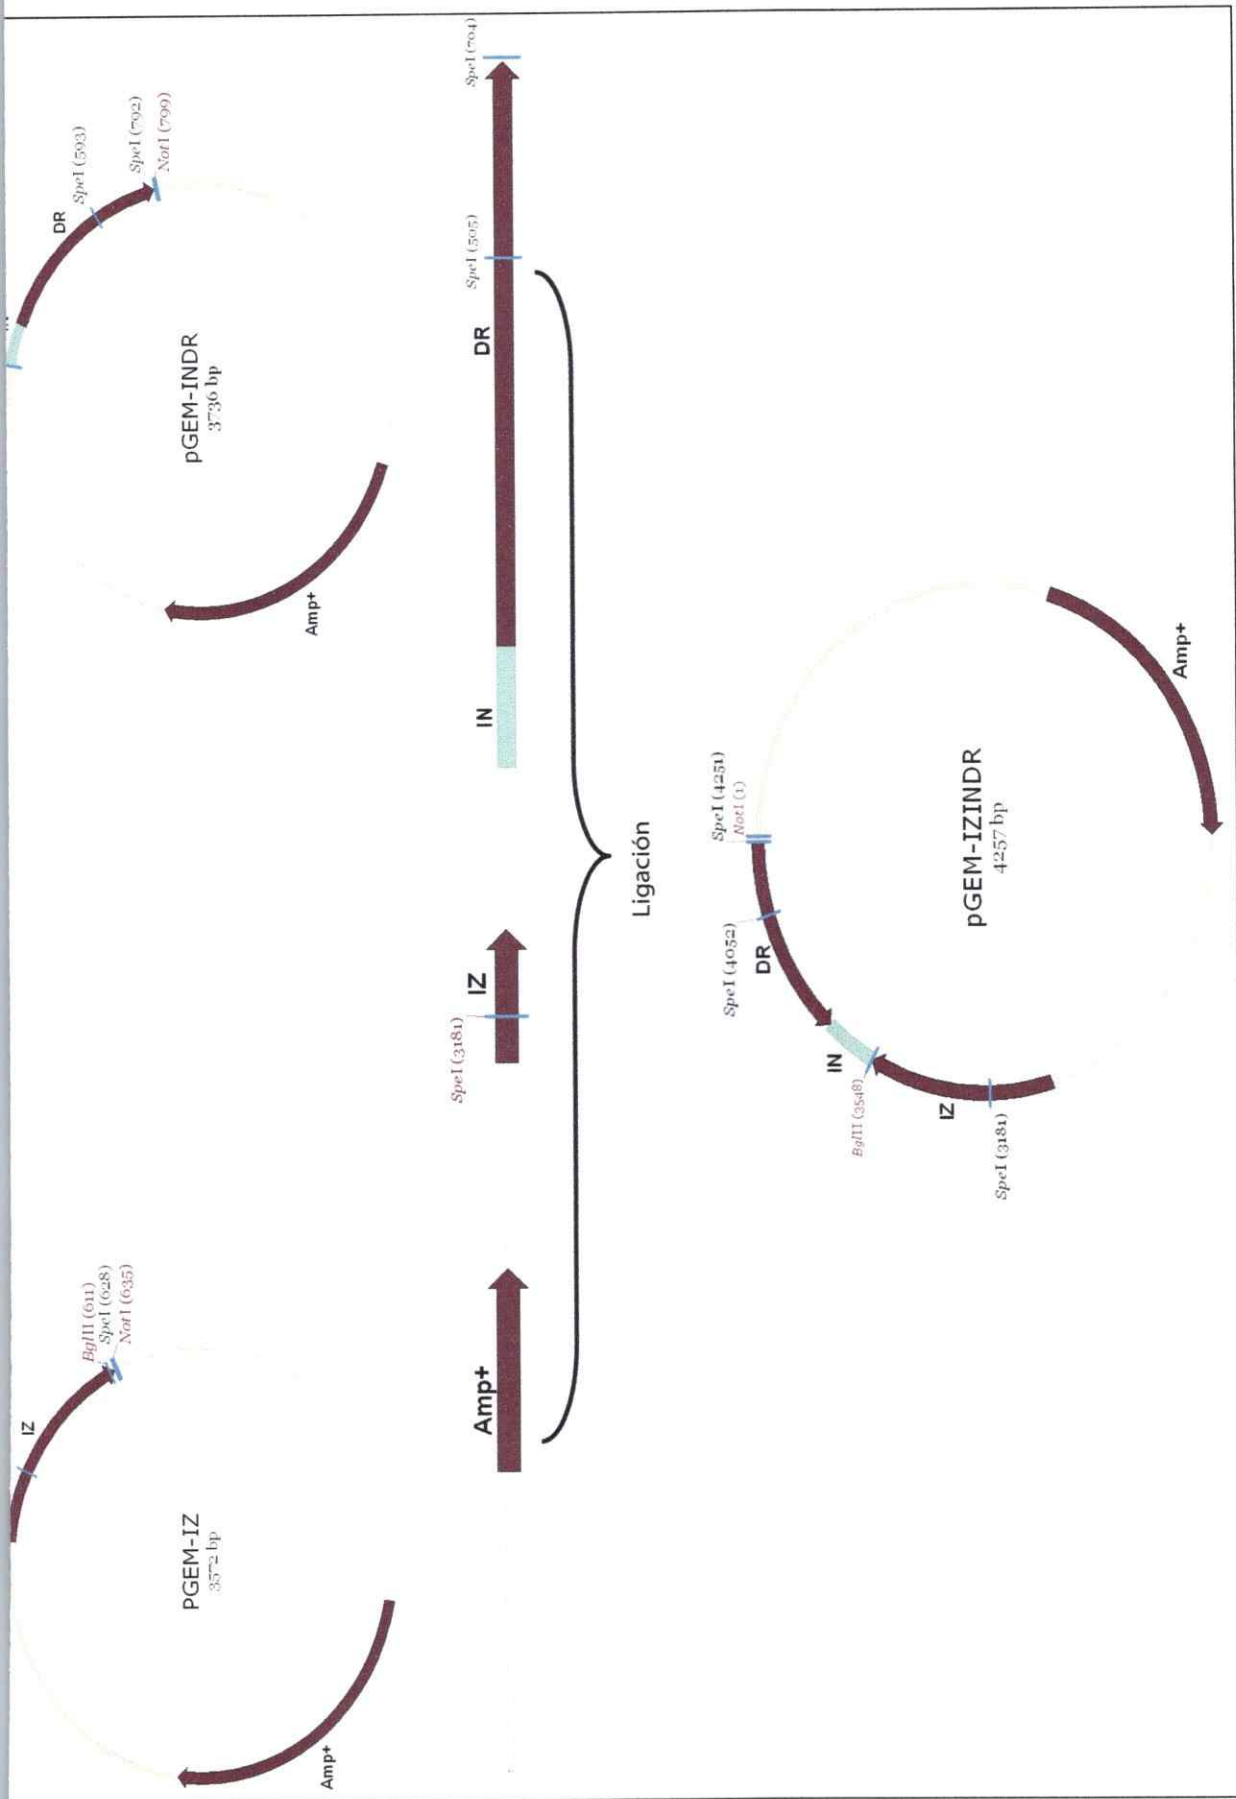 PGEM-IZ
3572 bp
IZ
BglII (611)
SpeI (628)
NotI (635)
Amp+
pGEM-INDR
3736 bp
DR
SpeI (593)
SpeI (792)
NotI (799)
Amp+
Amp+
SpeI (3181)
IZ
IN
DR
SpeI (505)
SpeI (704)
Ligación
pGEM-IZINDR
4257 bp
SpeI (3181)
IZ
BglII (3548)
IN
DR
SpeI (4052)
SpeI (4251)
NotI (1)
Amp+